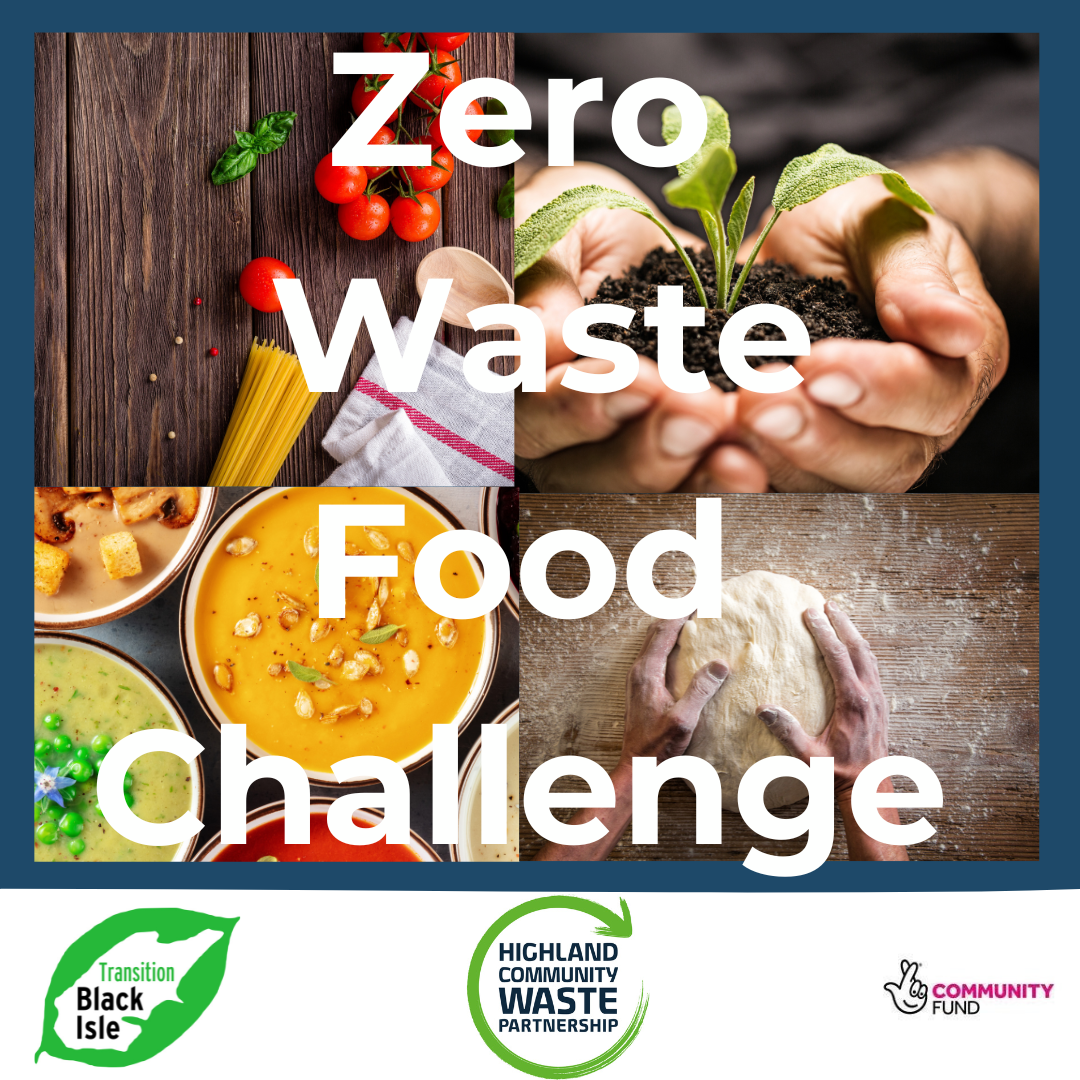 Zero
Waste
Food
Challenge
Transition
Black
Isle
HIGHLAND
COMMUNITY
WASTE
PARTNERSHIP
COMMUNITY
FUND